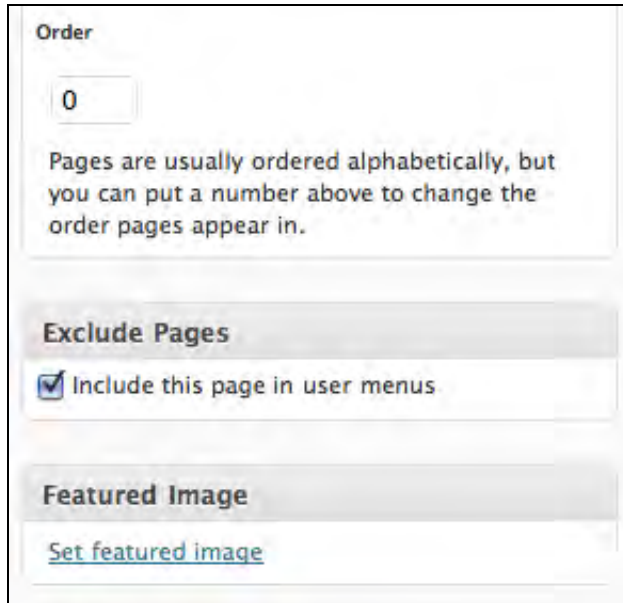 Order
0
Pages are usually ordered alphabetically, but
you can put a number above to change the
order pages appear in.
Exclude Pages
Include this page in user menus
Featured Image
Set featured image